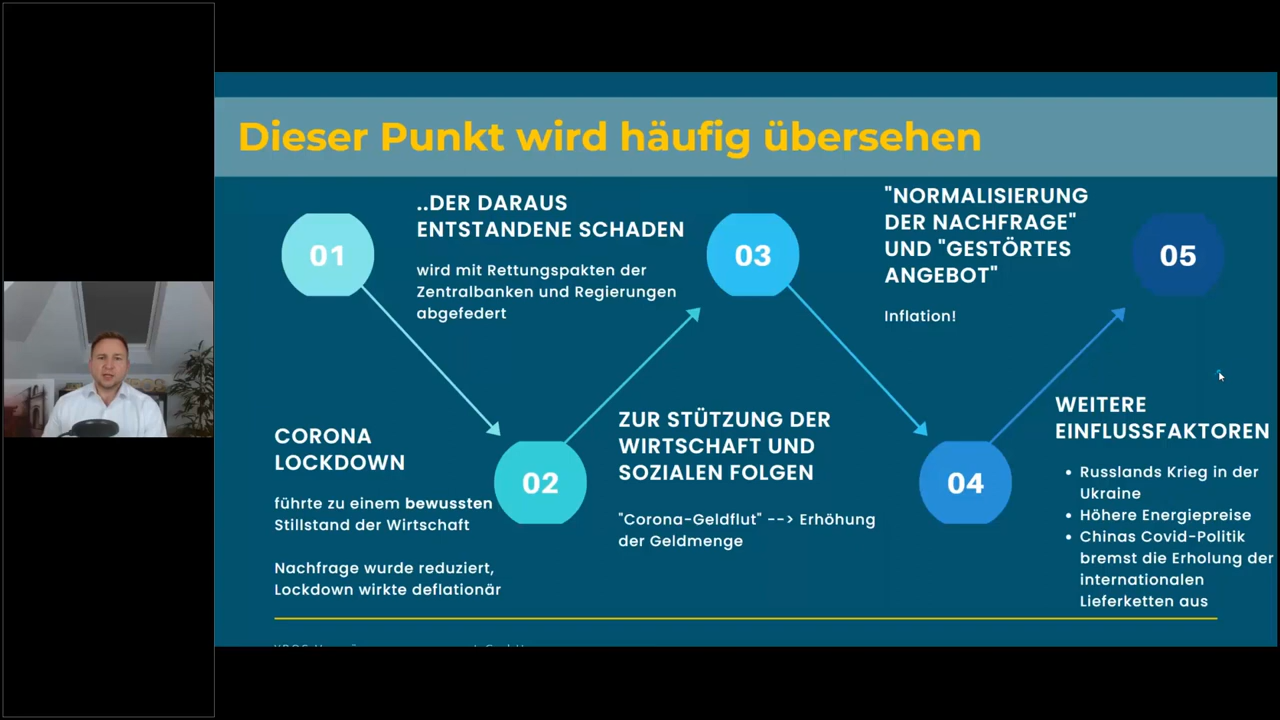 Dieser Punkt wird häufig übersehen
01
CORONA
LOCKDOWN
führte zu einem bewussten
Stillstand der Wirtschaft
Nachfrage wurde reduziert,
Lockdown wirkte deflationär
..DER DARAUS
ENTSTANDENE SCHADEN
wird mit Rettungspakten der
Zentralbanken und Regierungen
abgefedert
02
03
ZUR STÜTZUNG DER
WIRTSCHAFT UND
SOZIALEN FOLGEN
"Corona-Geldflut" --> Erhöhung
der Geldmenge
"NORMALISIERUNG
DER NACHFRAGE"
UND "GESTÖRTES
ANGEBOT"
Inflation!
04
05
WEITERE
EINFLUSSFAKTOREN
• Russlands Krieg in der
Ukraine
• Höhere Energiepreise
• Chinas Covid-Politik
bremst die Erholung der
internationalen
Lieferketten aus